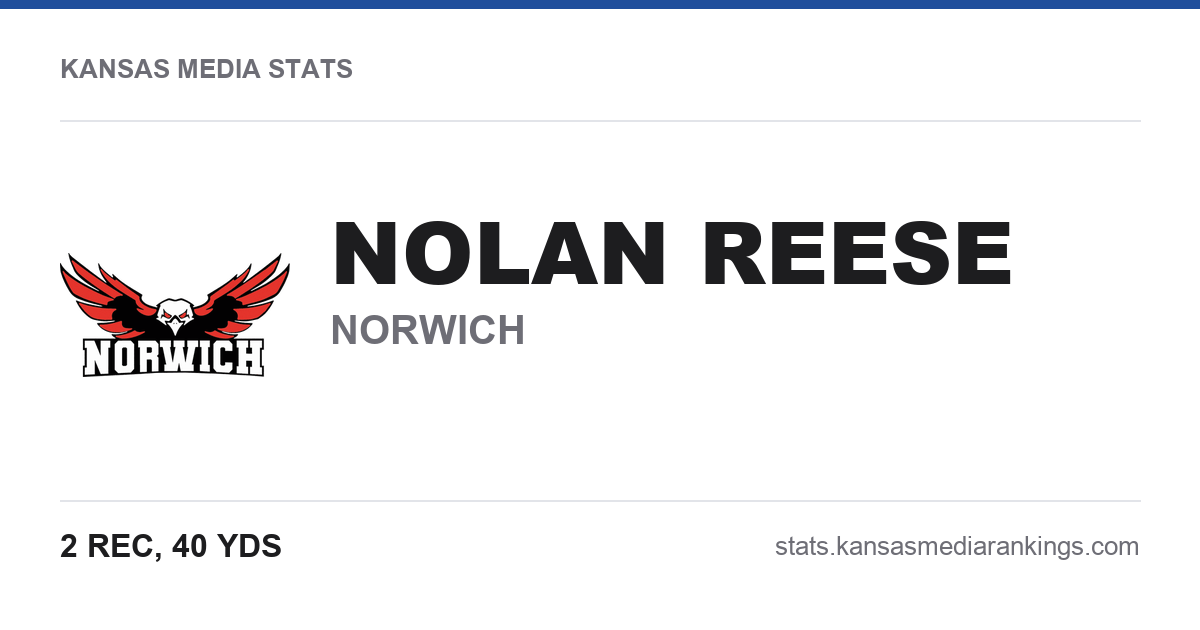 KANSAS MEDIA STATS
NOLAN REESE
NORWICH
NORWICH
2 REC, 40 YDS
stats.kansasmediarankings.com